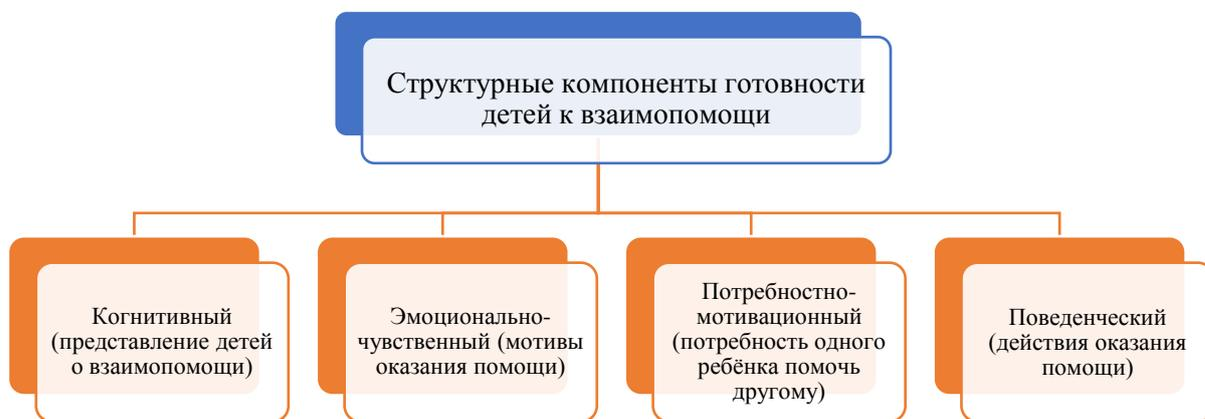 Структурные компоненты готовности
детей к взаимопомощи
Когнитивный
(представление детей
о взаимопомощи)
Эмоционально-
чувственный (мотивы
оказания помощи)
Потребностно-
мотивационный
(потребность одного
ребёнка помочь
другому)
Поведенческий
(действия оказания
помощи)